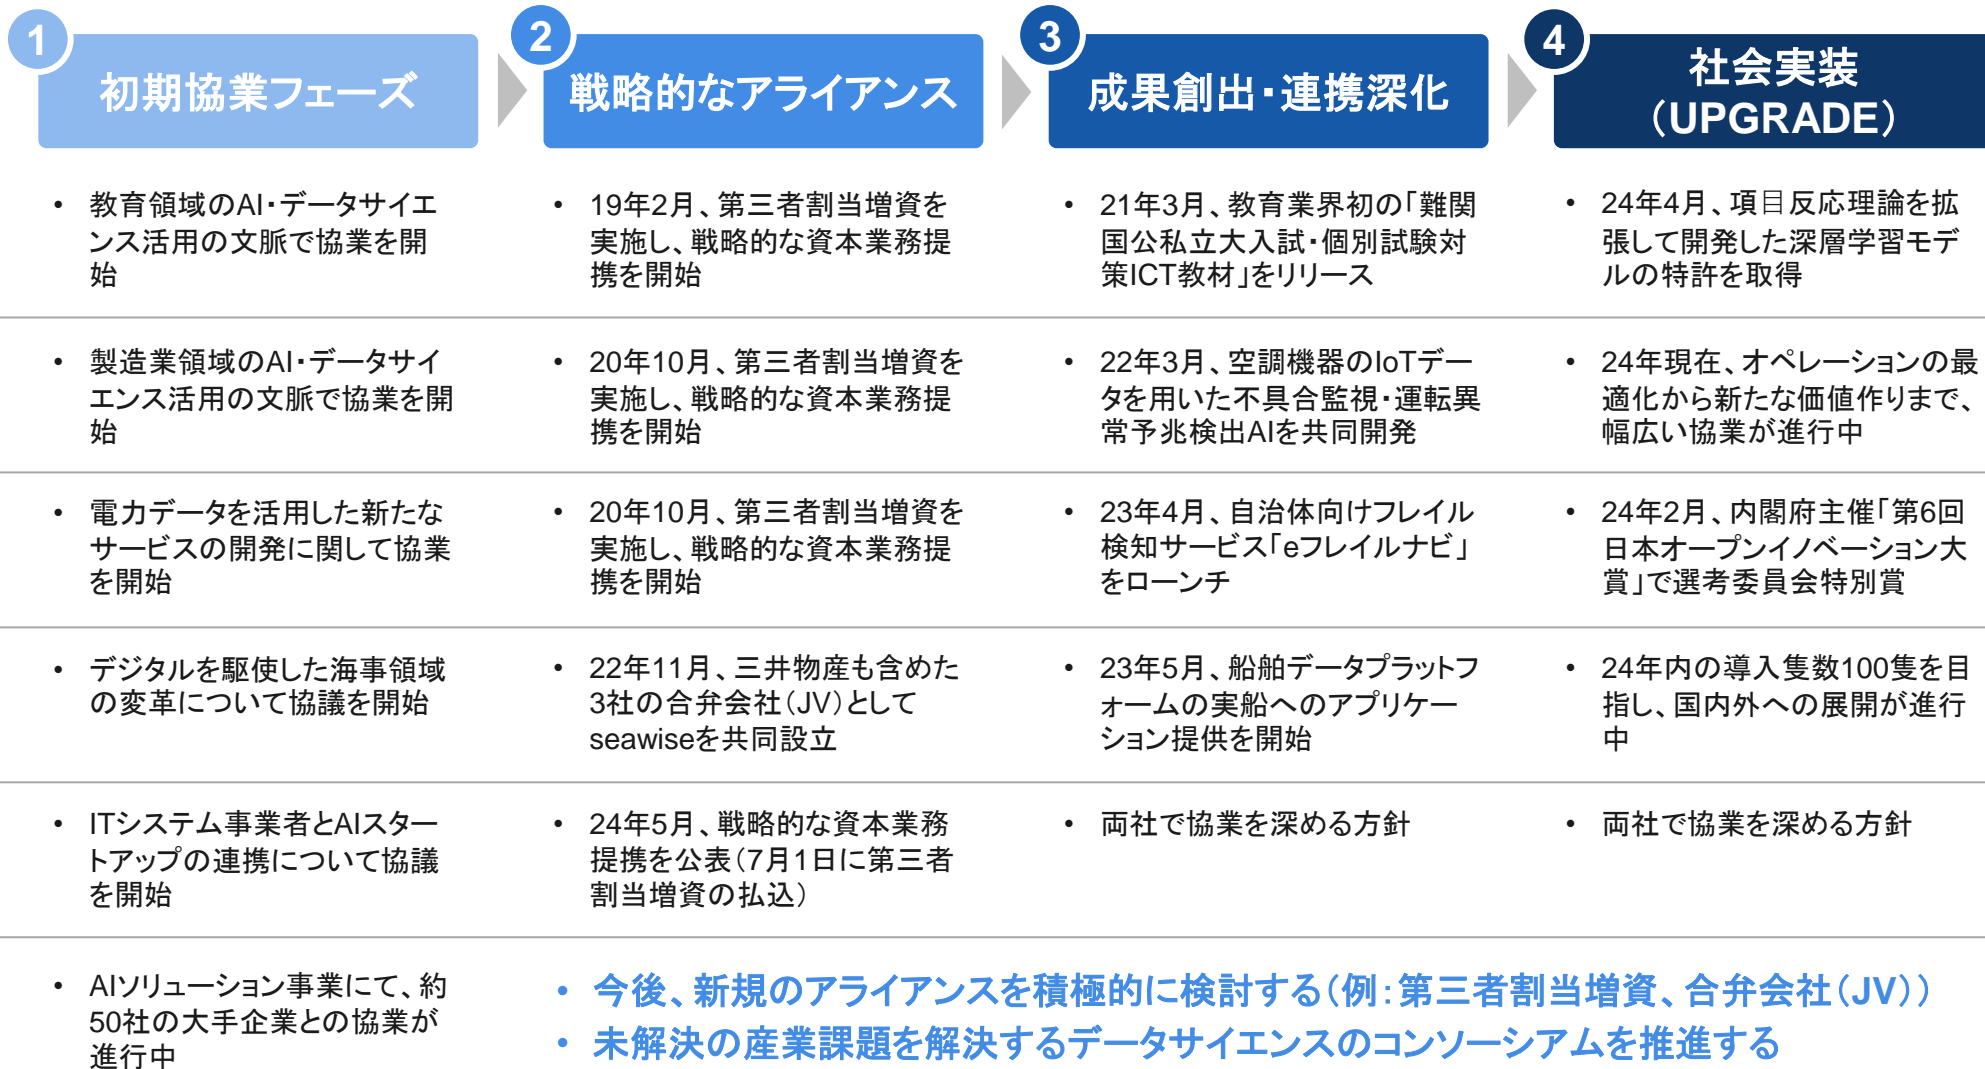 1
初期協業フェーズ
2
戦略的なアライアンス
3
成果創出・連携深化
4
社会実装
（UPGRADE）
• 教育領域のAI・データサイエ
ンス活用の文脈で協業を開
始
• 19年2月、第三者割当増資を
実施し、戦略的な資本業務提
携を開始
• 21年3月、教育業界初の「難関
国公私立大入試・個別試験対
策ICT教材」をリリース
• 24年4月、項目反応理論を拡
張して開発した深層学習モデ
ルの特許を取得
• 製造業領域のAI・データサイ
エンス活用の文脈で協業を開
始
• 20年10月、第三者割当増資を
実施し、戦略的な資本業務提
携を開始
• 22年3月、空調機器のIoTデー
タを用いた不具合監視・運転異
常予兆検出AIを共同開発
• 24年現在、オペレーションの最
適化から新たな価値作りまで、
幅広い協業が進行中
• 電力データを活用した新たな
サービスの開発に関して協業
を開始
• 20年10月、第三者割当増資を
実施し、戦略的な資本業務提
携を開始
• 23年4月、自治体向けフレイル
検知サービス「eフレイルナビ」
をローンチ
• 24年2月、内閣府主催「第6回
日本オープンイノベーション大
賞」で選考委員会特別賞
• デジタルを駆使した海事領域
の変革について協議を開始
• 22年11月、三井物産も含めた
3社の合弁会社（JV）として
seawiseを共同設立
• 23年5月、船舶データプラットフ
ォームの実船へのアプリケー
ション提供を開始
• 24年内の導入隻数100隻を目
指し、国内外への展開が進行
中
• ITシステム事業者とAIスター
トアップの連携について協議
を開始
• 24年5月、戦略的な資本業務
提携を公表（7月1日に第三者
割当増資の払込）
• 両社で協業を深める方針
• 両社で協業を深める方針
• AIソリューション事業にて、約
50社の大手企業との協業が
進行中
• 今後、新規のアライアンスを積極的に検討する（例：第三者割当増資、合弁会社（JV））
• 未解決の産業課題を解決するデータサイエンスのコンソーシアムを推進する